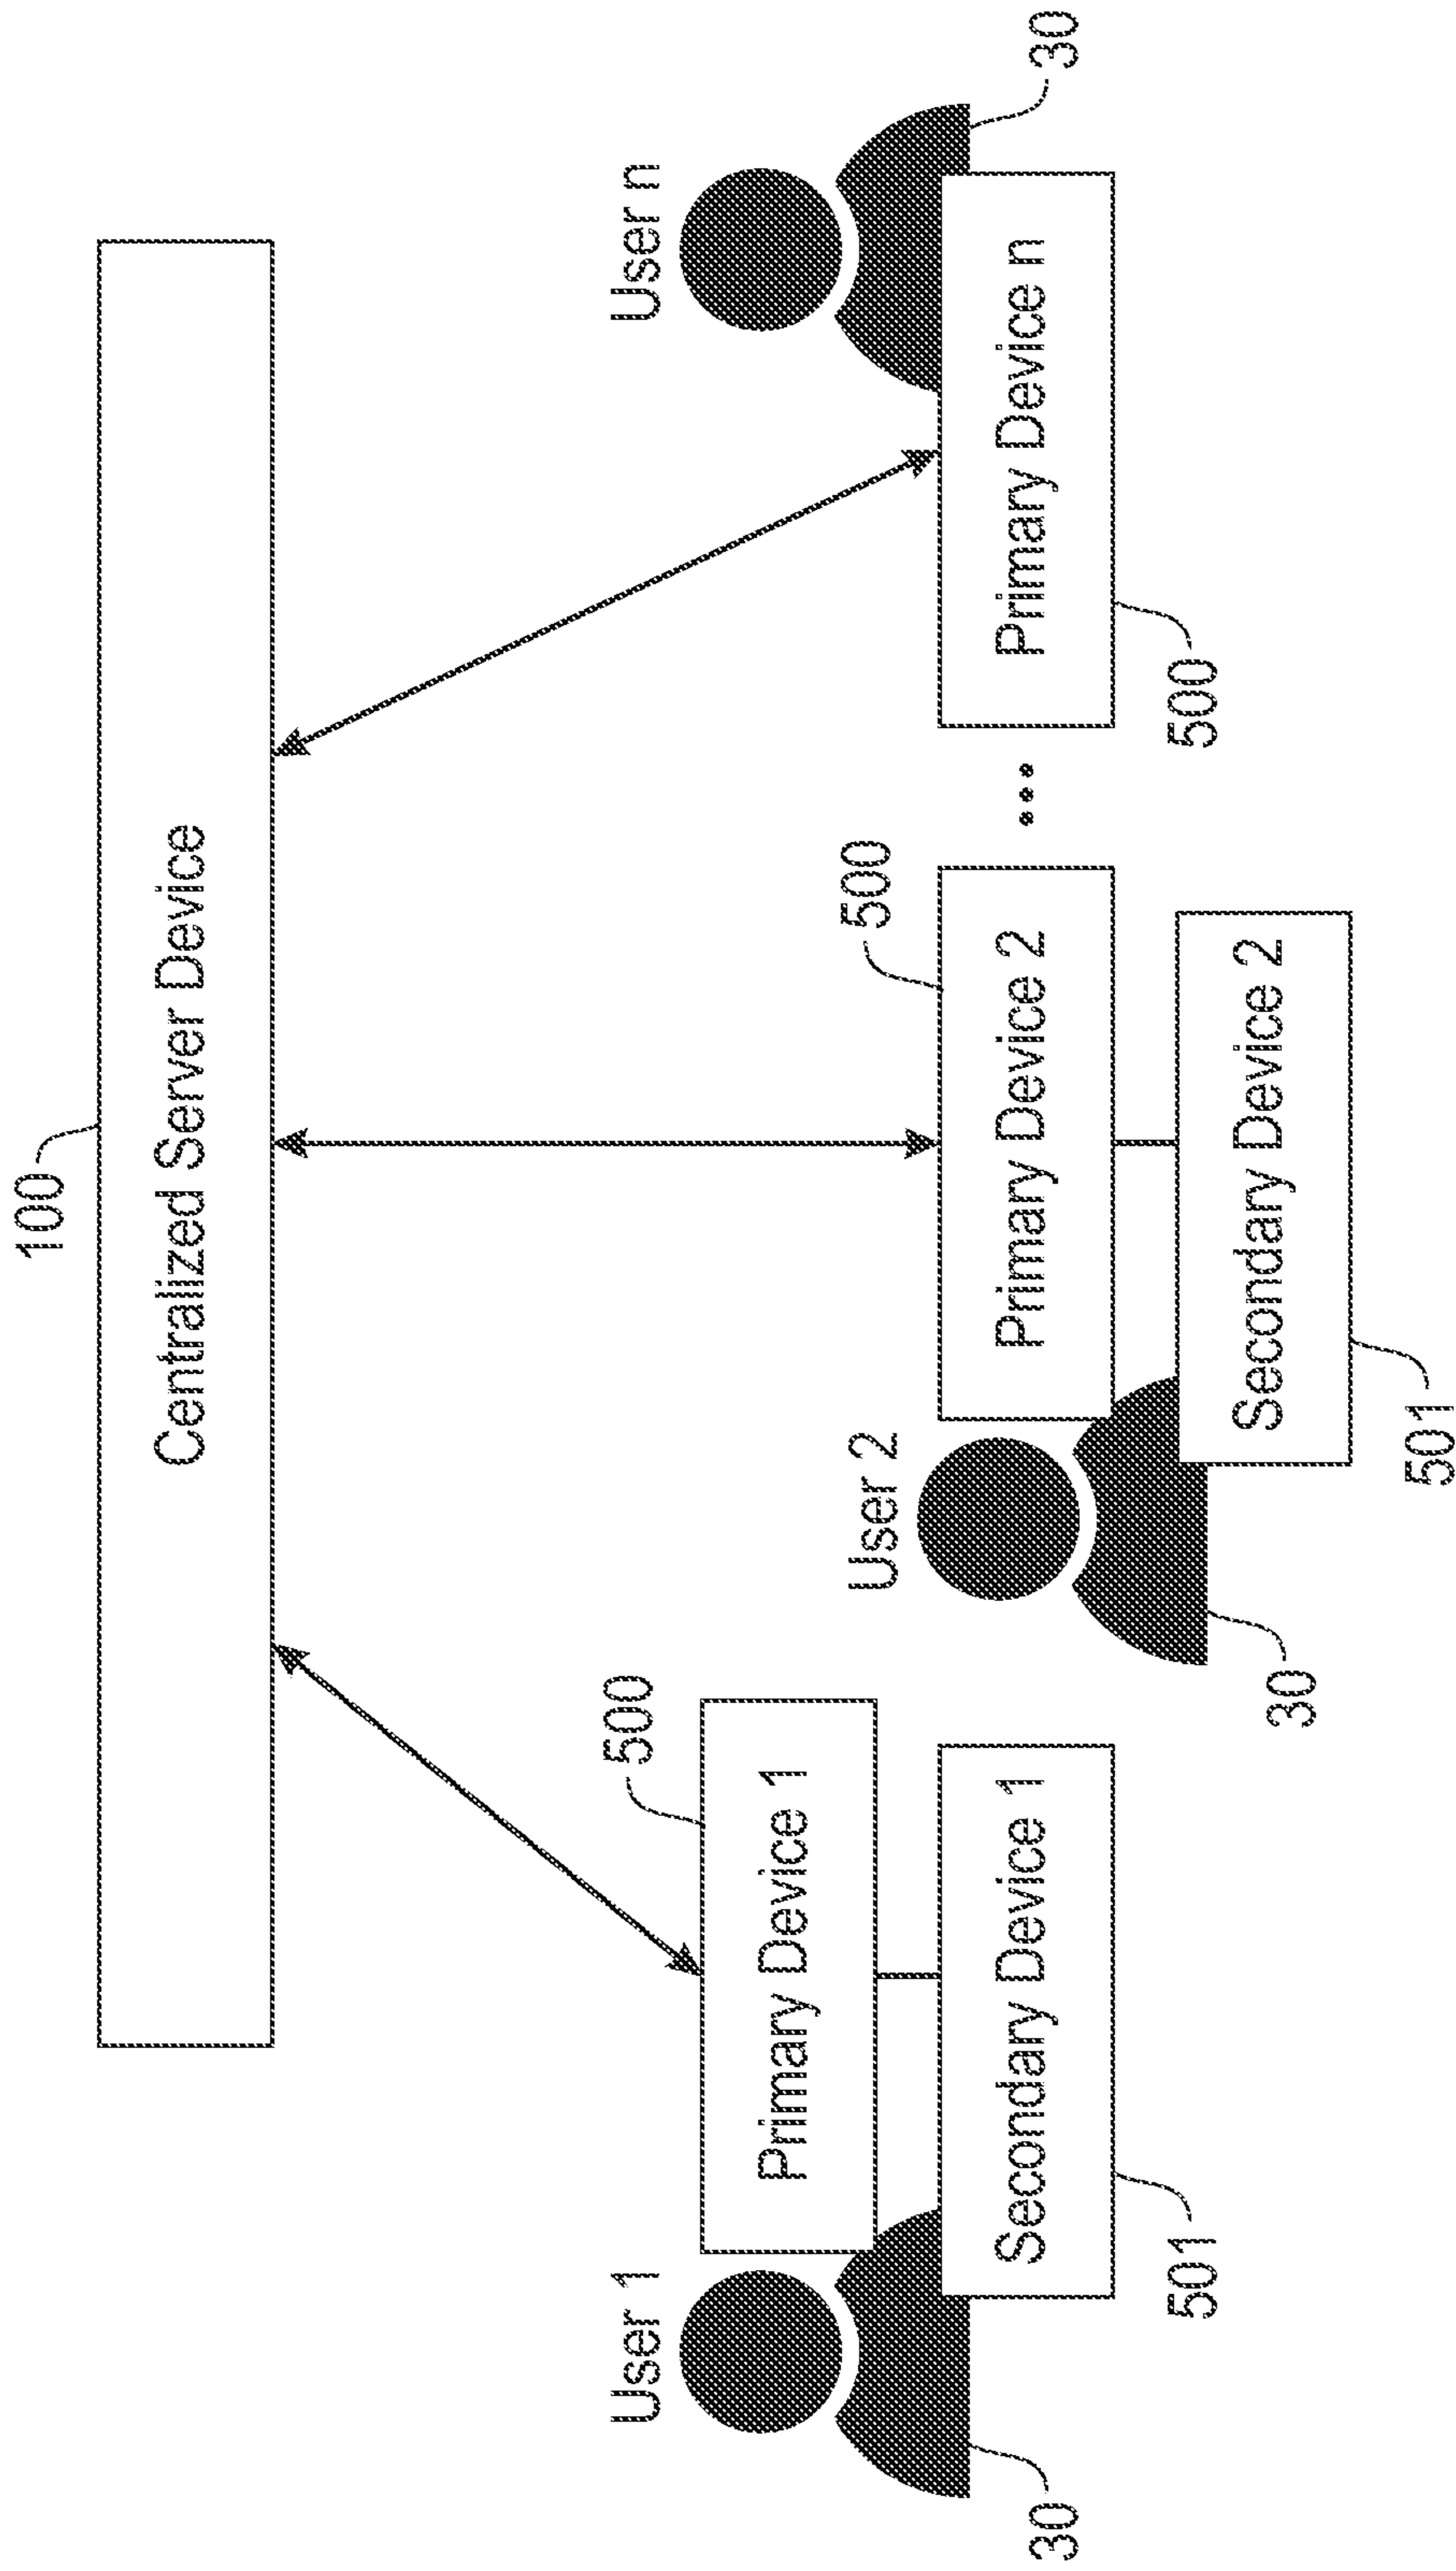 100
Centralized Server Device
User 1
500
Primary Device 1
Secondary Device 1
30
501
User 2
500
Primary Device 2
Secondary Device 2
30
501
...
User n
Primary Device n
500
30